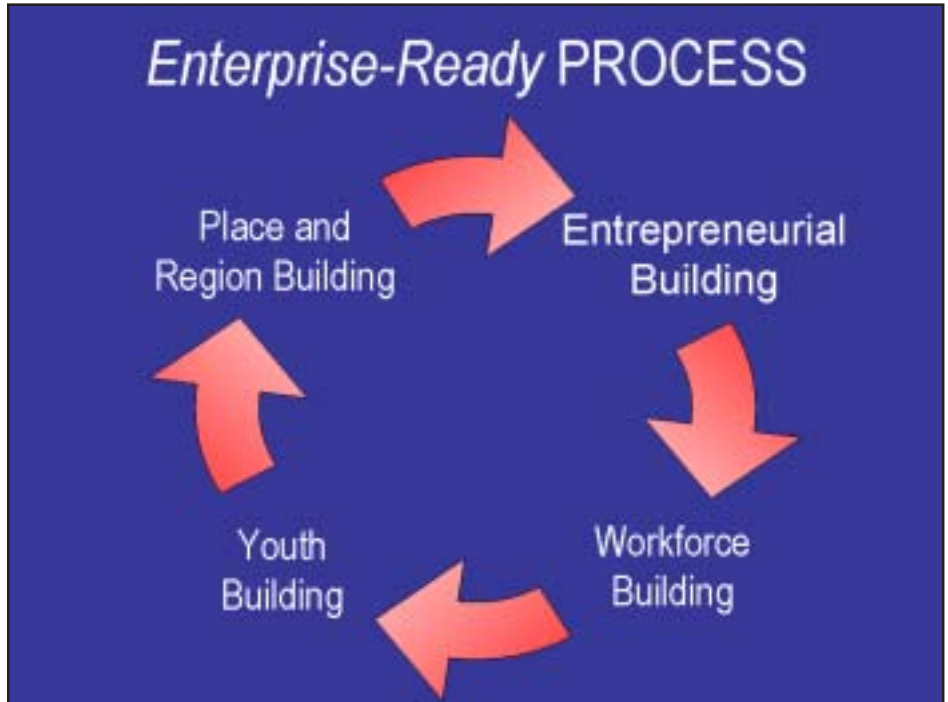 Enterprise-Ready PROCESS
Place and
Region Building
Entrepreneurial
Building
Workforce
Building
Youth
Building